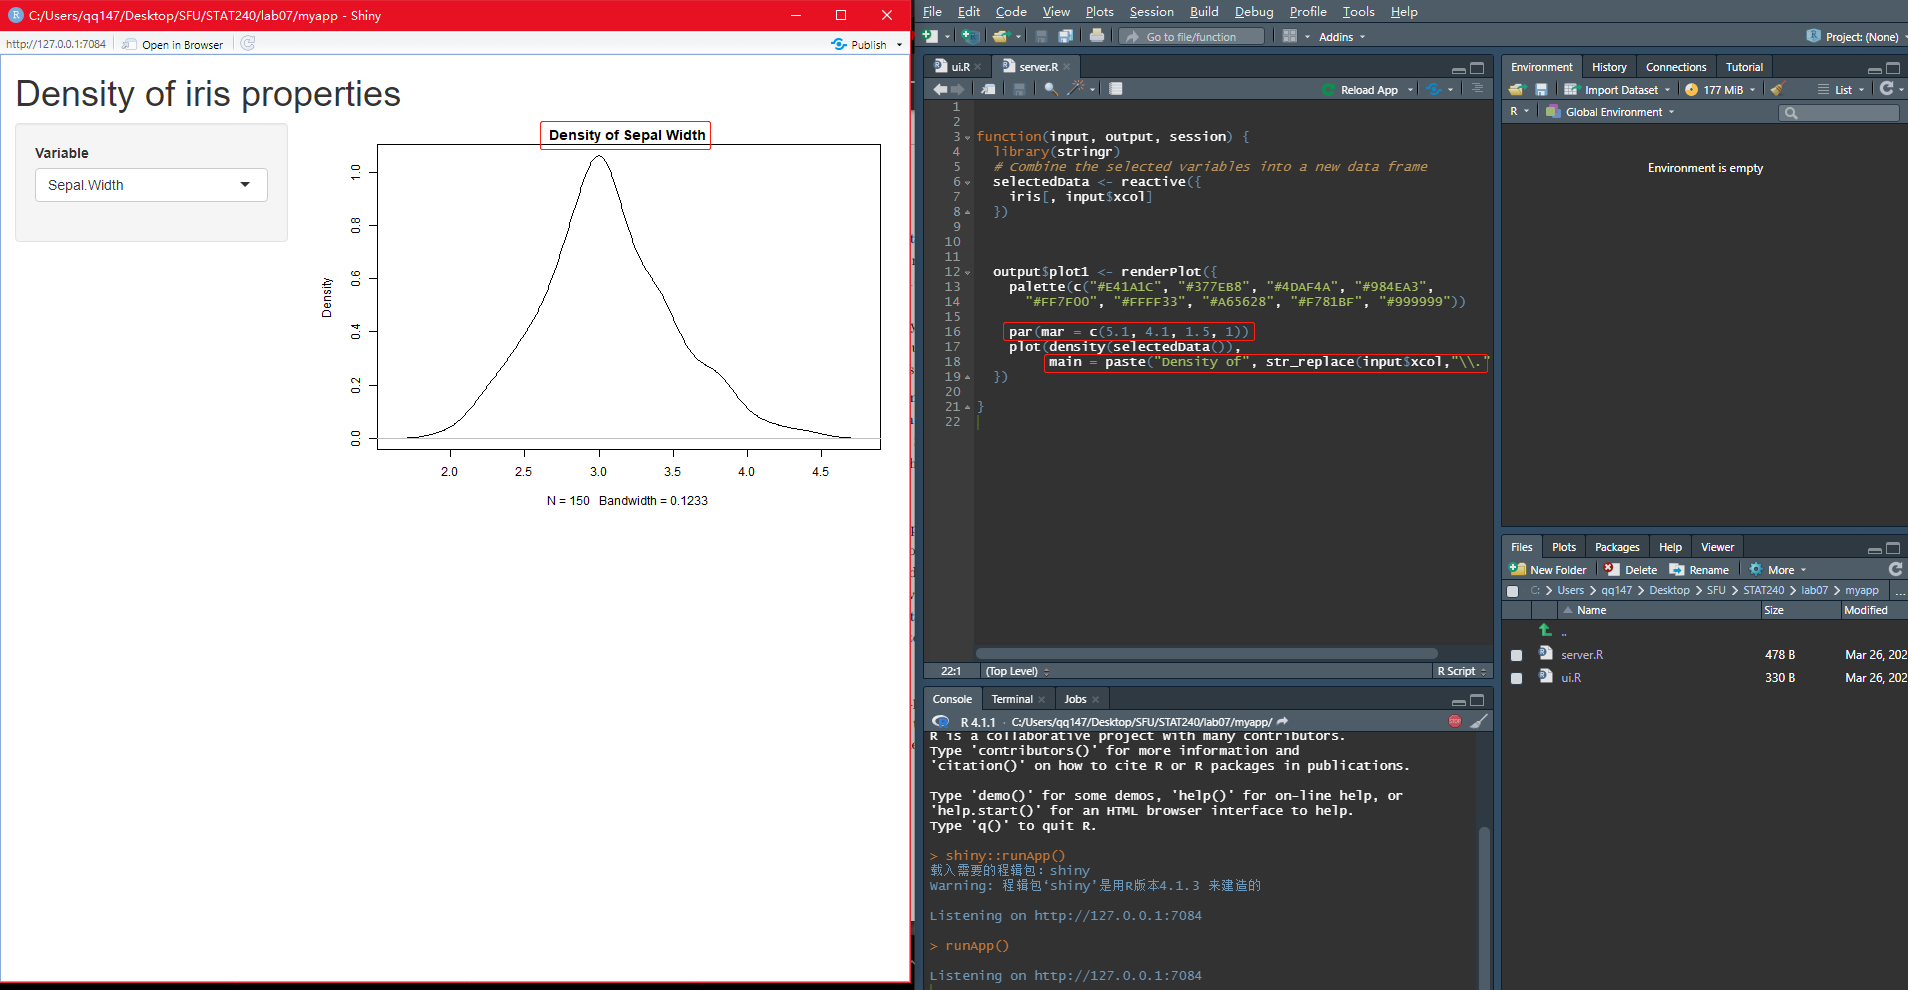 C:/Users/qq147/Desktop/SFU/STAT240/lab07/myapp - Shiny
http://127.0.0.1:7084
Open in Browser
Publish
Density of iris properties
Variable
Sepal.Width
Density of Sepal Width
Density
0.0 0.2 0.4 0.6 0.8 1.0
2.0 2.5 3.0 3.5 4.0 4.5
N = 150 Bandwidth = 0.1233
File Edit Code View Plots Session Build Debug Profile Tools Help
Go to file/function
Addins
Project: (None)
ui.R
server.R
Reload App
1
2
3 function(input, output, session) {
4 library(stringr)
5 # Combine the selected variables into a new data frame
6 selectedData <- reactive({
7 iris[, input$xcol]
8 })
9
10
11
12 output$plot1 <- renderPlot({
13 palette(c("#E41A1C", "#377EB8", "#4DAF4A", "#984EA3",
14 "#FF7F00", "#FFFF33", "#A65628", "#F781BF", "#999999"))
15
16 par(mar = c(5.1, 4.1, 1.5, 1))
17 plot(density(selectedData()),
18 main = paste("Density of", str_replace(input$xcol,"\\."
19 })
20
21 }
22
22:1
(Top Level)
R Script
Console Terminal Jobs
R 4.1.1 · C:/Users/qq147/Desktop/SFU/STAT240/lab07/myapp/
R is a collaborative project with many contributors.
Type 'contributors()' for more information and
'citation()' on how to cite R or R packages in publications.
Type 'demo()' for some demos, 'help()' for on-line help, or
'help.start()' for an HTML browser interface to help.
Type 'q()' to quit R.
> shiny::runApp()
载入需要的程辑包：shiny
Warning: 程辑包‘shiny’是用R版本4.1.3 来建造的
Listening on http://127.0.0.1:7084
> runApp()
Listening on http://127.0.0.1:7084
Environment History Connections Tutorial
Import Dataset
177 MiB
List
R
Global Environment
Environment is empty
Files Plots Packages Help Viewer
New Folder Delete Rename More
C: > Users > qq147 > Desktop > SFU > STAT240 > lab07 > myapp ...
Name Size Modified
..
server.R 478 B Mar 26, 202
ui.R 330 B Mar 26, 202